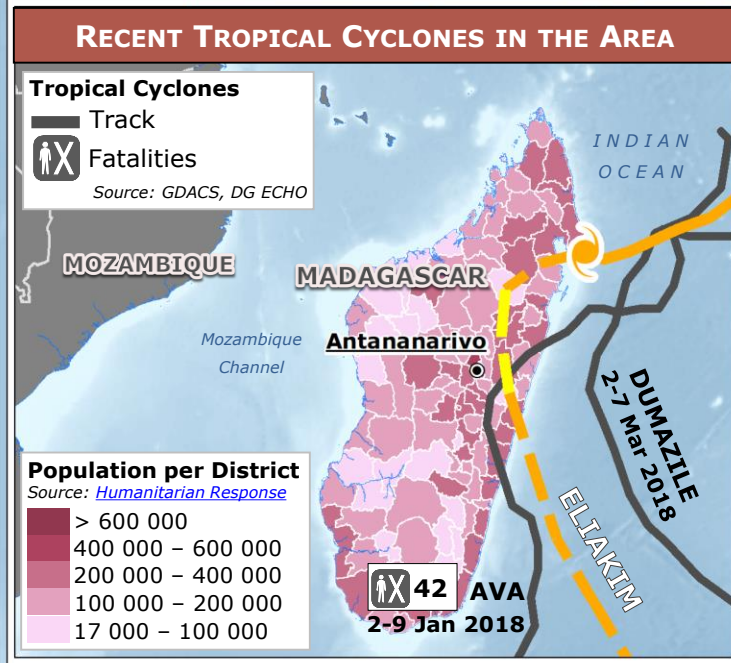 RECENT TROPICAL CYCLONES IN THE AREA
Tropical Cyclones
Track
Fatalities
Source: GDACS, DG ECHO
INDIAN
OCEAN
MOZAMBIQUE
MADAGASCAR
Mozambique
Channel
Antananarivo
DUMAZILE
2-7 Mar 2018
ELIAKIM
Population per District
Source: Humanitarian Response
> 600 000
400 000 – 600 000
200 000 – 400 000
100 000 – 200 000
17 000 – 100 000
42 AVA
2-9 Jan 2018